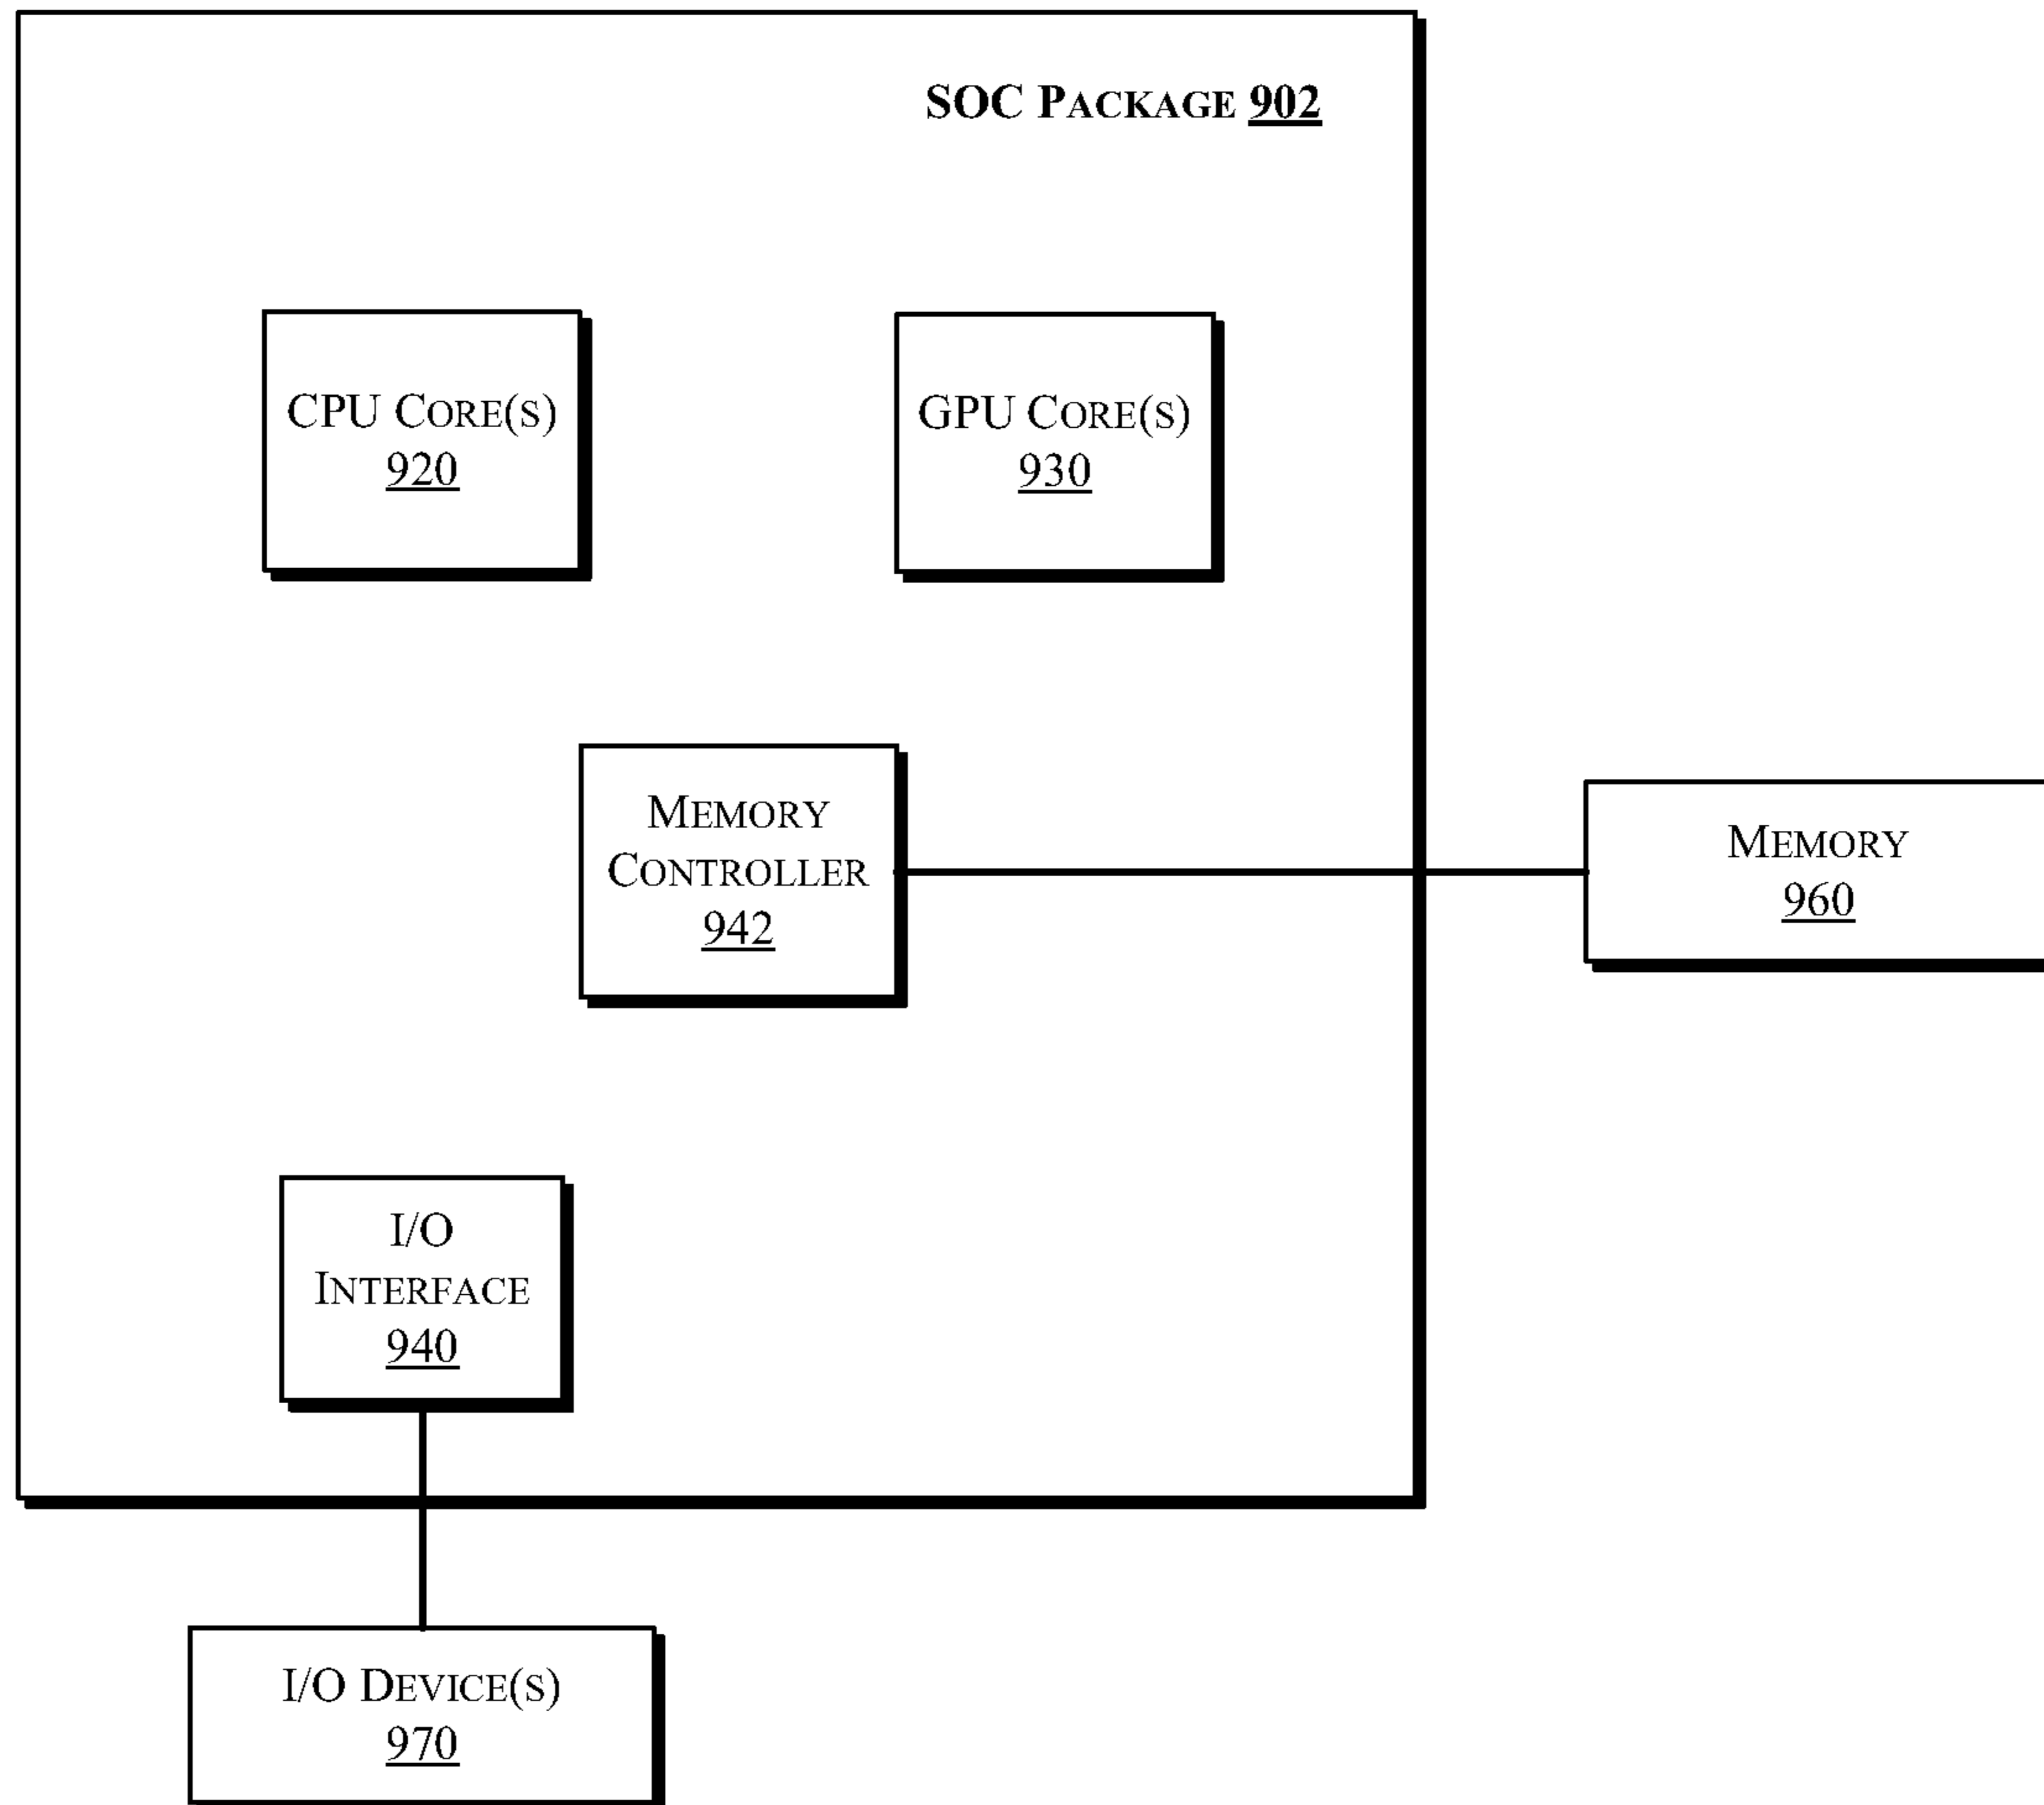 SOC PACKAGE 902
CPU CORE(S)
920
GPU CORE(S)
930
MEMORY
CONTROLLER
942
MEMORY
960
I/O
INTERFACE
940
I/O DEVICE(S)
970